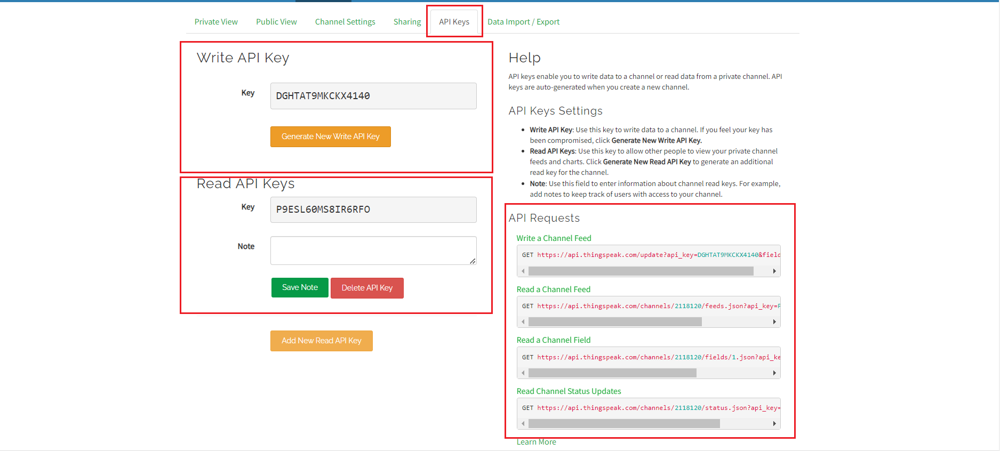 Private View
Public View
Channel Settings
Sharing
API Keys
Data Import / Export
Write API Key
Key
DGHTAT9MKCKX4140
Generate New Write API Key
Read API Keys
Key
P9ESL60MS8IR6RFO
Note
Save Note
Delete API Key
Add New Read API Key
Help
API keys enable you to write data to a channel or read data from a private channel. API
keys are auto-generated when you create a new channel.
API Keys Settings
• Write API Key: Use this key to write data to a channel. If you feel your key has
been compromised, click Generate New Write API Key.
• Read API Keys: Use this key to allow other people to view your private channel
feeds and charts. Click Generate New Read API Key to generate an additional
read key for the channel.
• Note: Use this field to enter information about channel read keys. For example,
add notes to keep track of users with access to your channel.
API Requests
Write a Channel Feed
GET https://api.thingspeak.com/update?api_key=DGHTAT9MKCKX4140&field
Read a Channel Feed
GET https://api.thingspeak.com/channels/2118120/feeds.json?api_key=P
Read a Channel Field
GET https://api.thingspeak.com/channels/2118120/fields/1.json?api_ke
Read Channel Status Updates
GET https://api.thingspeak.com/channels/2118120/status.json?api_key=
Learn More